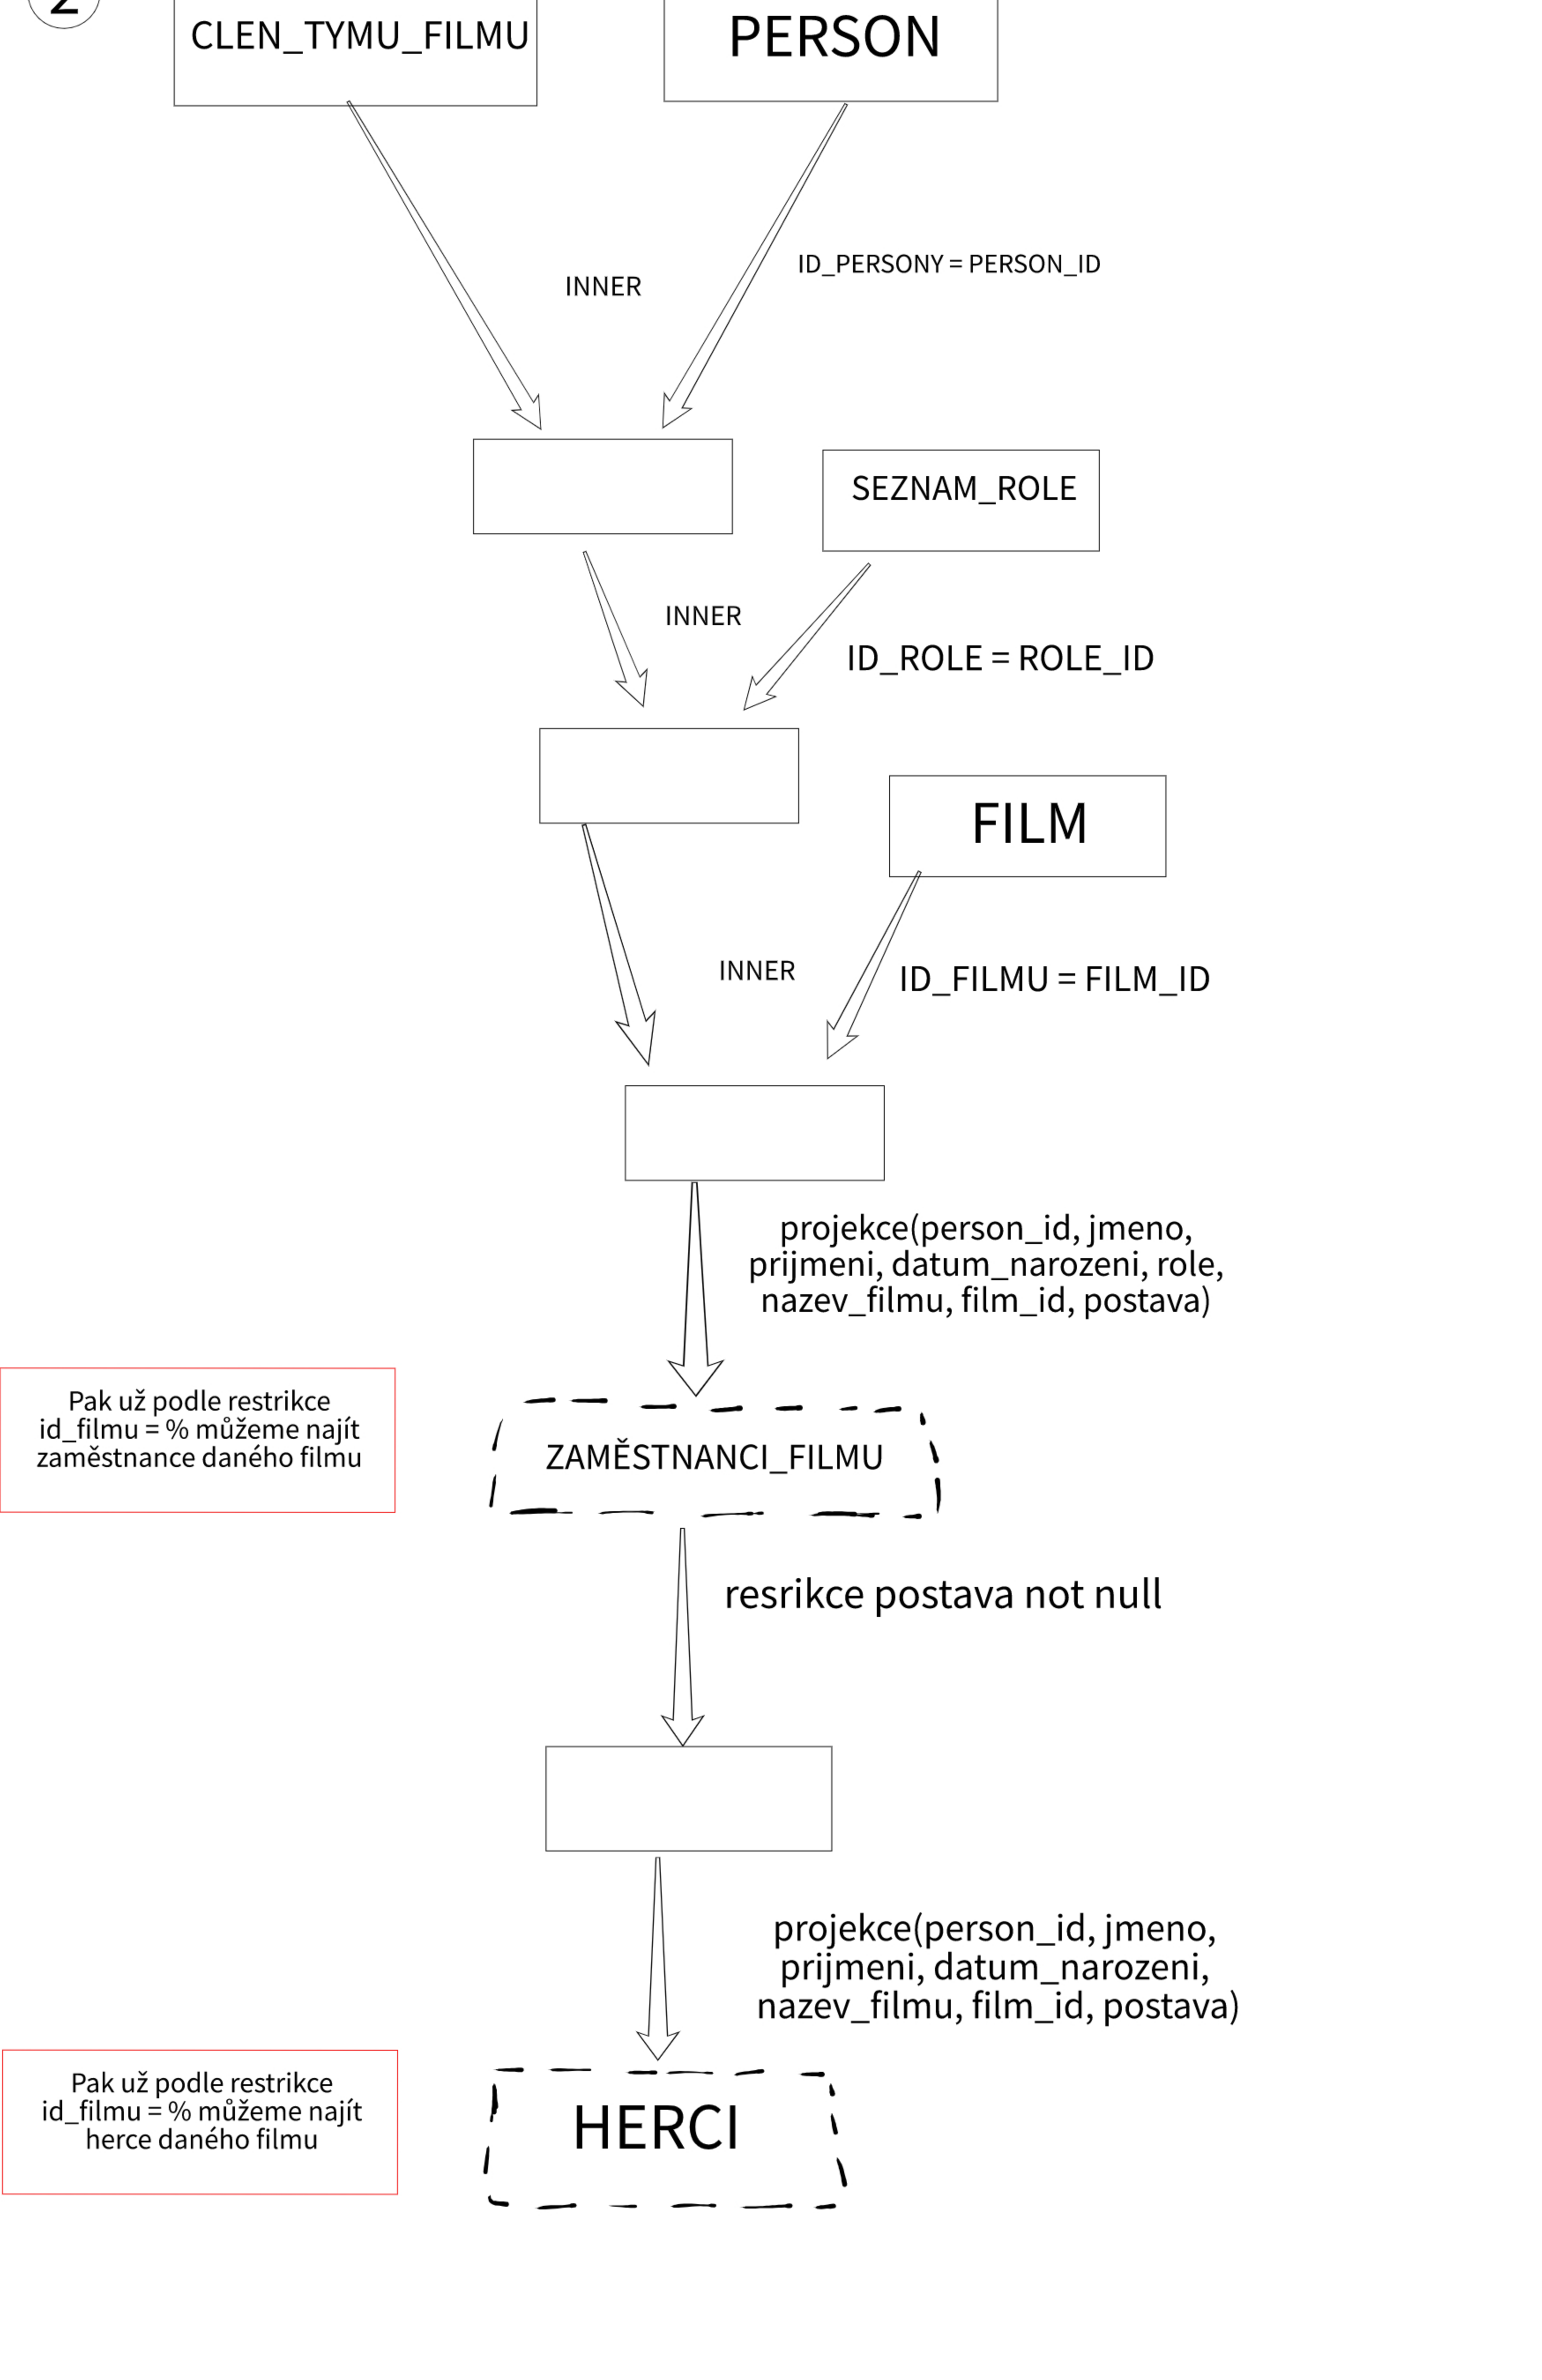 2
CLEN_TYMU_FILMU
PERSON
ID_PERSONY = PERSON_ID
INNER
SEZNAM_ROLE
INNER
ID_ROLE = ROLE_ID
FILM
INNER
ID_FILMU = FILM_ID
projekce(person_id, jmeno,
prijmeni, datum_narozeni, role,
nazev_filmu, film_id, postava)
Pak už podle restrikce
id_filmu = % můžeme najít
zaměstnance daného filmu
ZAMĚSTNANCI_FILMU
resrikce postava not null
projekce(person_id, jmeno,
prijmeni, datum_narozeni,
nazev_filmu, film_id, postava)
Pak už podle restrikce
id_filmu = % můžeme najít
herce daného filmu
HERCI